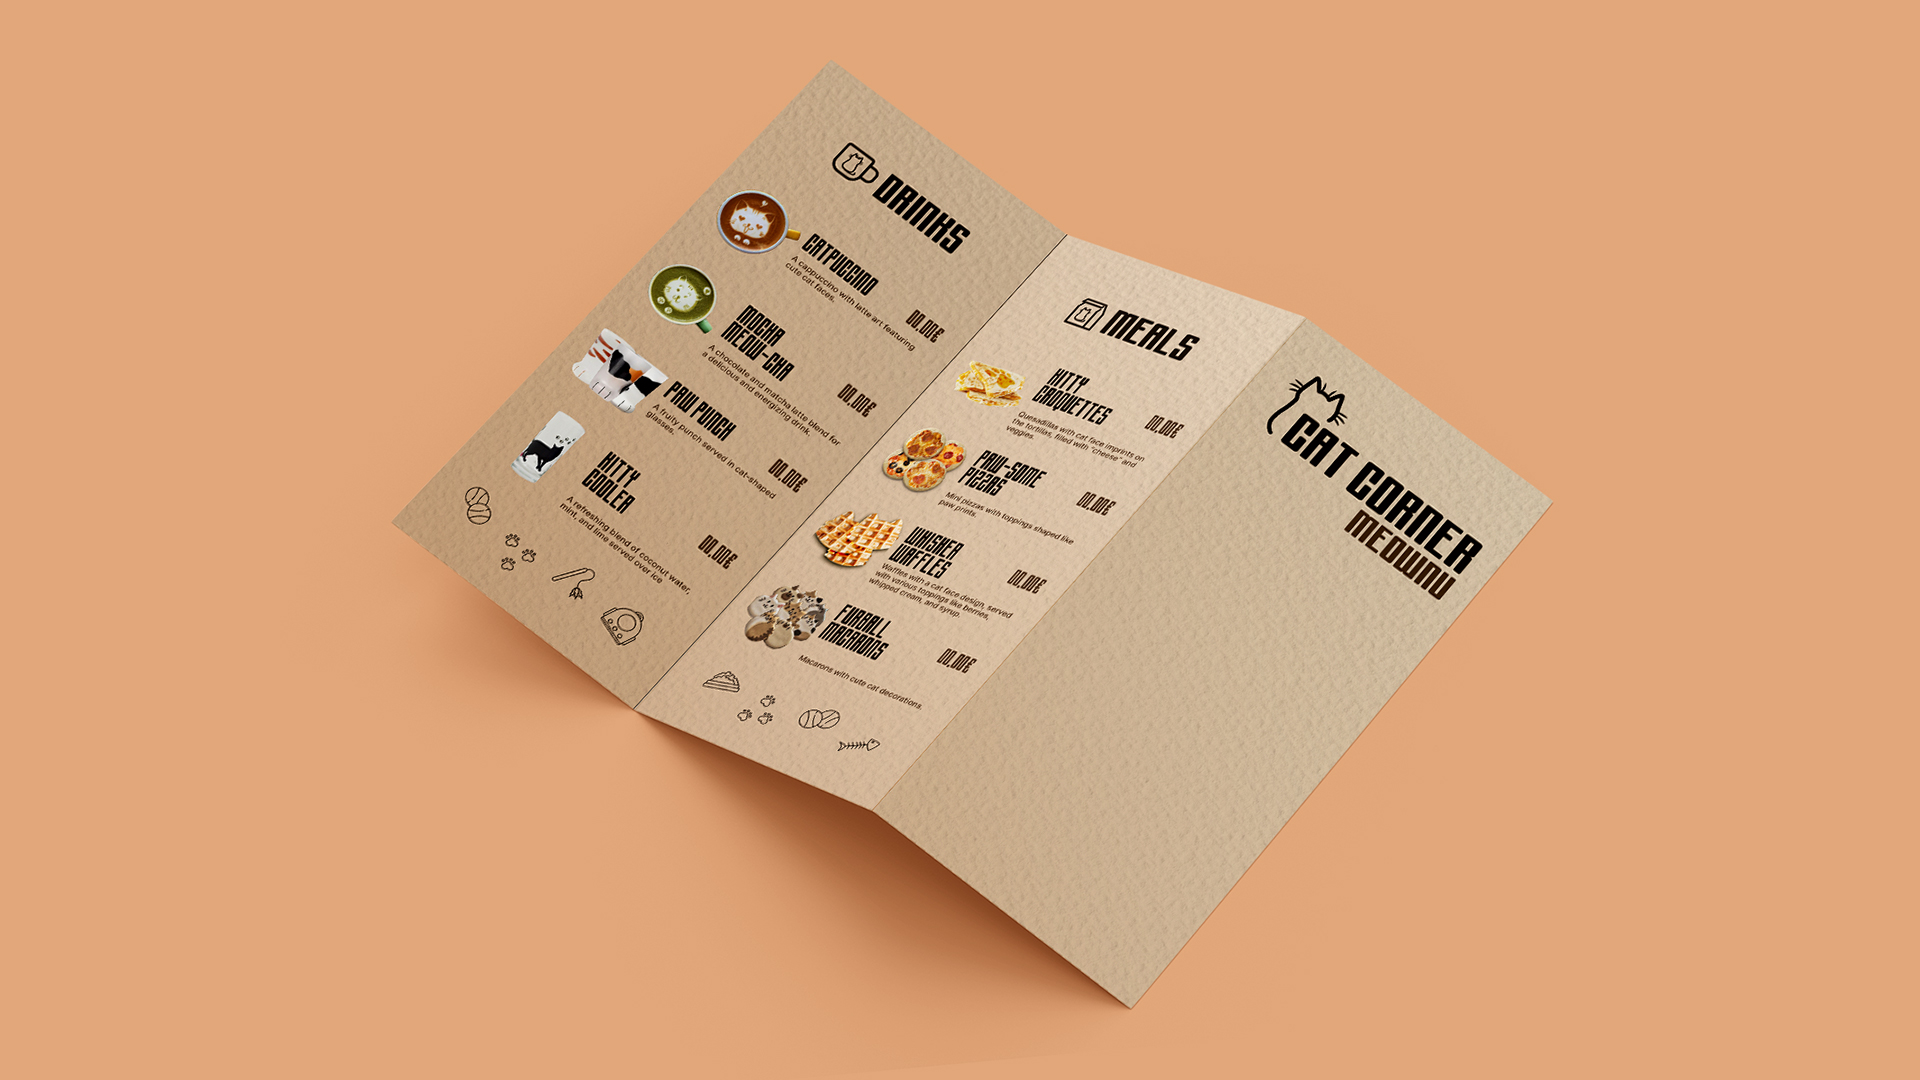 DRINKS
CATPUCCINO
A cappuccino with latte art featuring
cute cat faces.
00,00£
MOCHA
MEOW-CHA
A chocolate and matcha latte blend for
a delicious and energizing drink.
00,00£
PAW PUNCH
A fruity punch served in cat-shaped
glasses.
00,00£
KITTY
COOLER
A refreshing blend of coconut water,
mint, and lime served over ice
00,00£
MEALS
KITTY
CROQUETTES
Quesadillas with cat face imprints on
the tortillas, filled with "cheese" and
veggies.
00,00£
PAW-SOME
PIZZAS
Mini pizzas with toppings shaped like
paw prints.
00,00£
WHISKER
WAFFLES
Waffles with a cat face design, served
with various toppings like berries,
whipped cream, and syrup.
00,00£
FURBALL
MACARONS
Macarons with cute cat decorations.
00,00£
CAT CORNER
MEOWNU